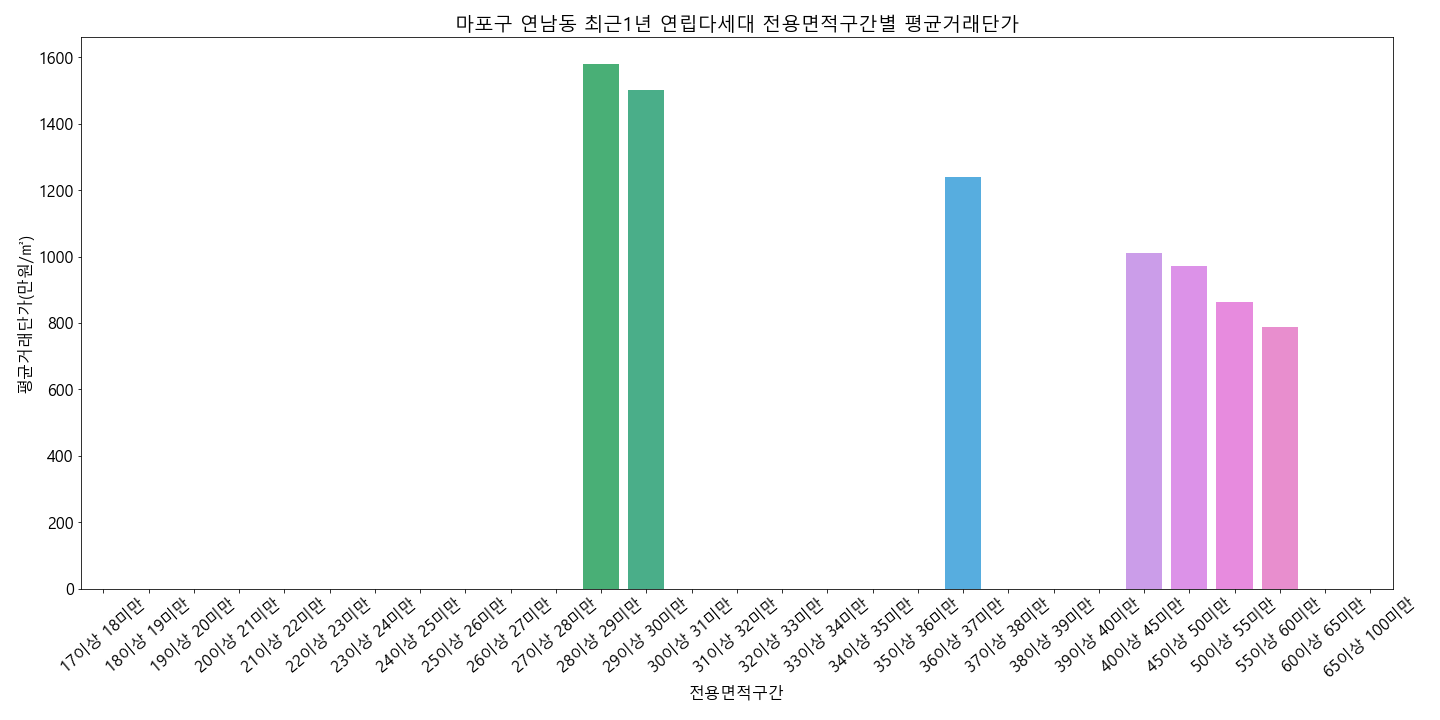 마포구 연남동 최근1년 연립다세대 전용면적구간별 평균거래단가
평균거래단가(만원/㎡)
1600
1400
1200
1000
800
600
400
200
0
17이상 18미만
18이상 19미만
19이상 20미만
20이상 21미만
21이상 22미만
22이상 23미만
23이상 24미만
24이상 25미만
25이상 26미만
26이상 27미만
27이상 28미만
28이상 29미만
29이상 30미만
30이상 31미만
31이상 32미만
32이상 33미만
33이상 34미만
34이상 35미만
35이상 36미만
36이상 37미만
37이상 38미만
38이상 39미만
39이상 40미만
40이상 45미만
45이상 50미만
50이상 55미만
55이상 60미만
60이상 65미만
65이상 100미만
전용면적구간